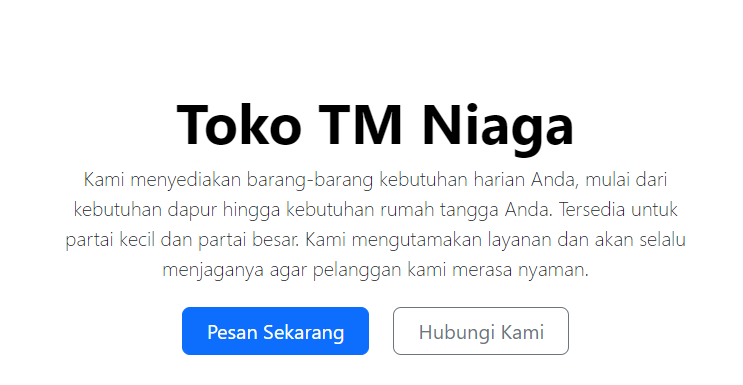 Toko TM Niaga
Kami menyediakan barang-barang kebutuhan harian Anda, mulai dari
kebutuhan dapur hingga kebutuhan rumah tangga Anda. Tersedia untuk
partai kecil dan partai besar. Kami mengutamakan layanan dan akan selalu
menjaganya agar pelanggan kami merasa nyaman.
Pesan Sekarang
Hubungi Kami